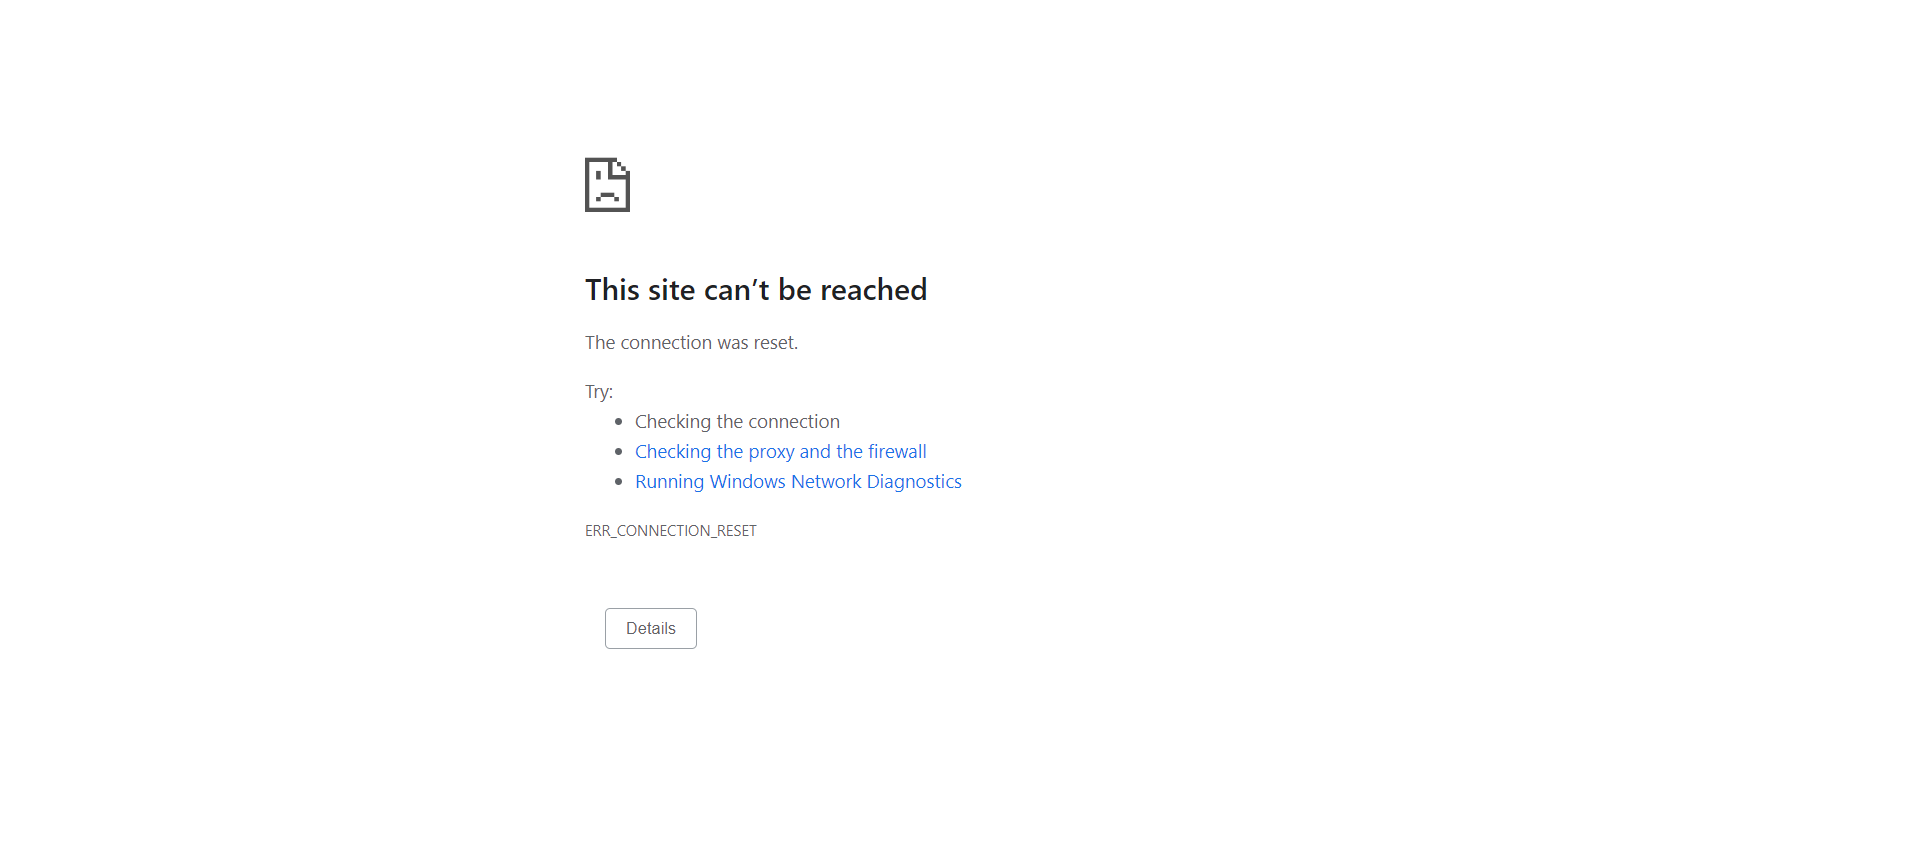 This site can’t be reached
The connection was reset.
Try:
Checking the connection
Checking the proxy and the firewall
Running Windows Network Diagnostics
ERR_CONNECTION_RESET
Details